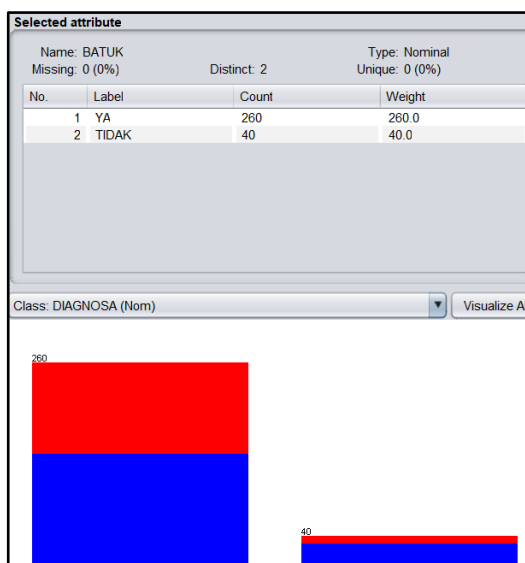 Selected attribute
Name: BATUK Type: Nominal
Missing: 0 (0%) Distinct: 2 Unique: 0 (0%)
No. Label Count Weight
1 YA 260 260.0
2 TIDAK 40 40.0
Class: DIAGNOSA (Nom) Visualize A
260
40